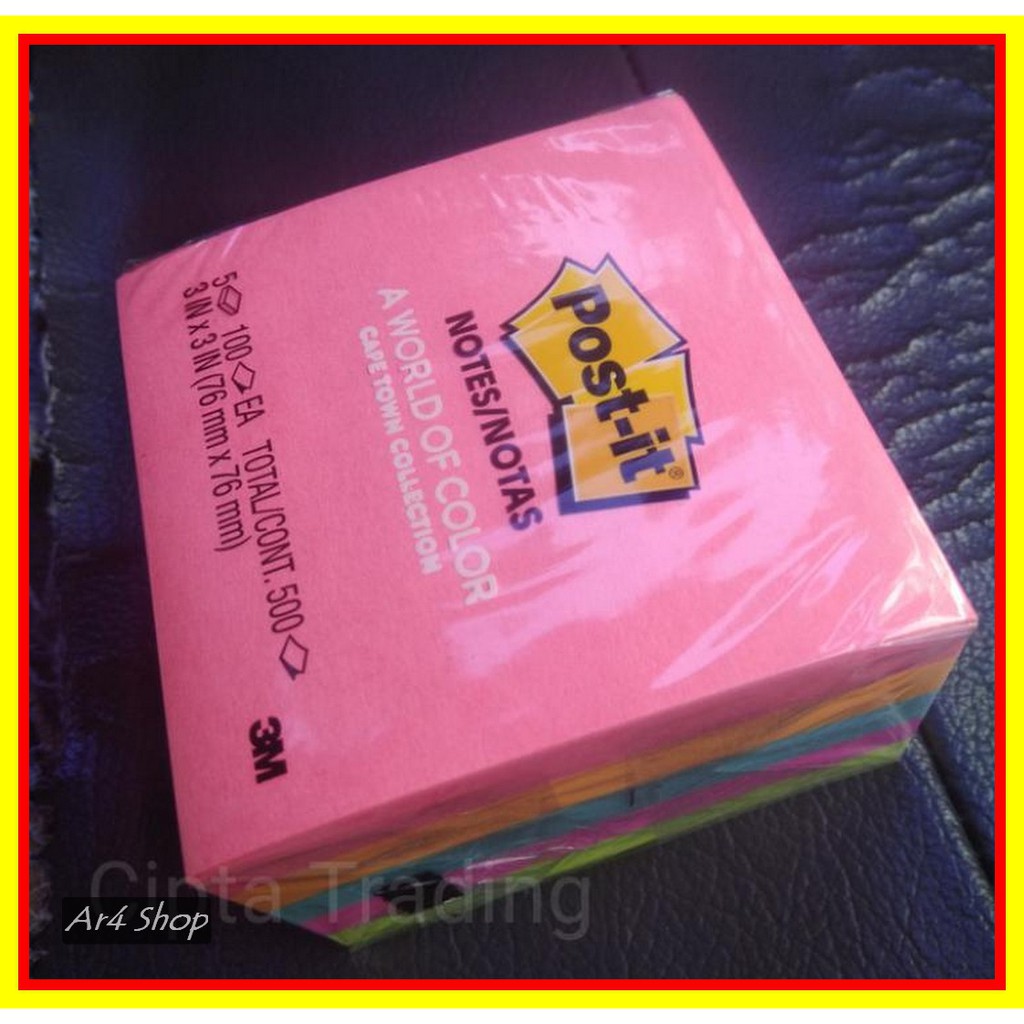 Post-it®
NOTES/NOTAS
A WORLD OF COLOR
CAPE TOWN COLLECTION
5 100 EA TOTAL/CONT. 500
3 IN x 3 IN (76 mm x 76 mm)
3M
Cipta Trading
Ar4 Shop